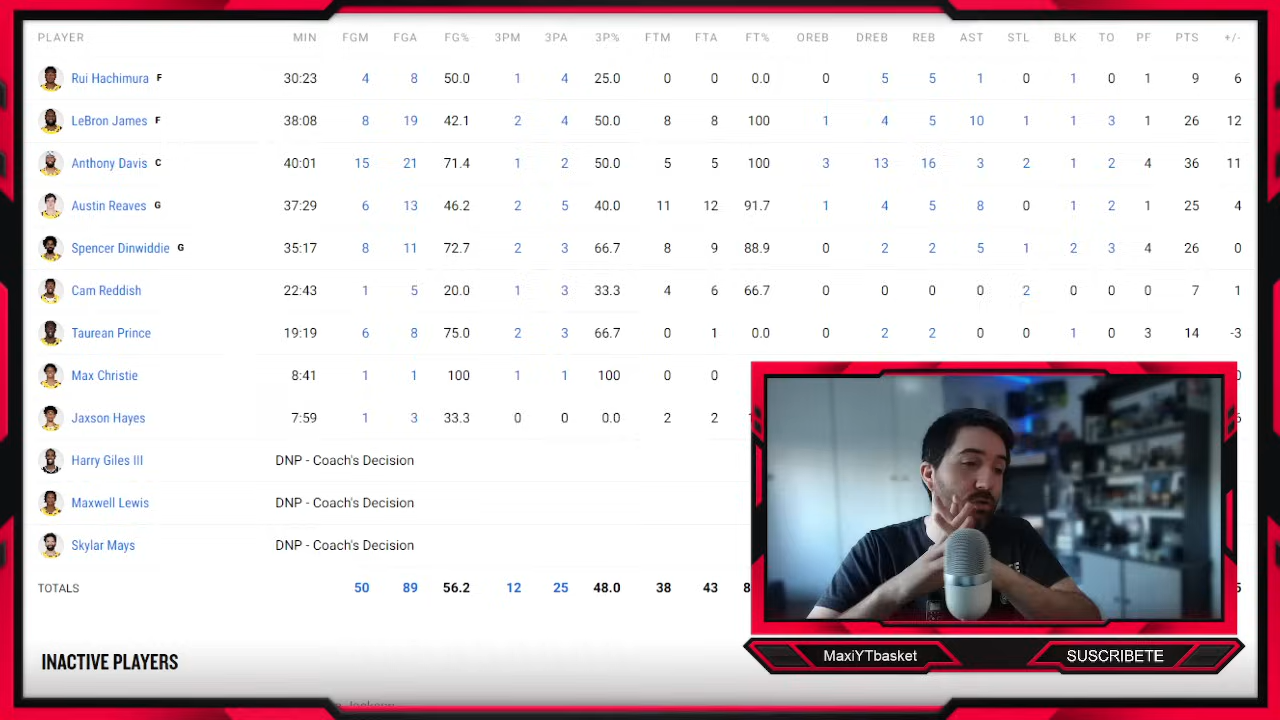 PLAYER MIN FGM FGA FG% 3PM 3PA 3P% FTM FTA FT% OREB DREB REB AST STL BLK TO PF PTS +/-
Rui Hachimura F 30:23 4 8 50.0 1 4 25.0 0 0 0.0 0 5 5 1 0 1 0 1 9 6
LeBron James F 38:08 8 19 42.1 2 4 50.0 8 8 100 1 4 5 10 1 1 3 1 26 12
Anthony Davis C 40:01 15 21 71.4 1 2 50.0 5 5 100 3 13 16 3 2 1 2 4 36 11
Austin Reaves G 37:29 6 13 46.2 2 5 40.0 11 12 91.7 1 4 5 8 0 1 2 1 25 4
Spencer Dinwiddie G 35:17 8 11 72.7 2 3 66.7 8 9 88.9 0 2 2 5 1 2 3 4 26 0
Cam Reddish 22:43 1 5 20.0 1 3 33.3 4 6 66.7 0 0 0 0 2 0 0 0 7 1
Taurean Prince 19:19 6 8 75.0 2 3 66.7 0 1 0.0 0 2 2 0 0 1 0 3 14 -3
Max Christie 8:41 1 1 100 1 1 100 0 0
Jaxson Hayes 7:59 1 3 33.3 0 0 0.0 2 2
Harry Giles III DNP - Coach's Decision
Maxwell Lewis DNP - Coach's Decision
Skylar Mays DNP - Coach's Decision
TOTALS 50 89 56.2 12 25 48.0 38 43
INACTIVE PLAYERS
MaxiYTbasket
SUSCRIBETE